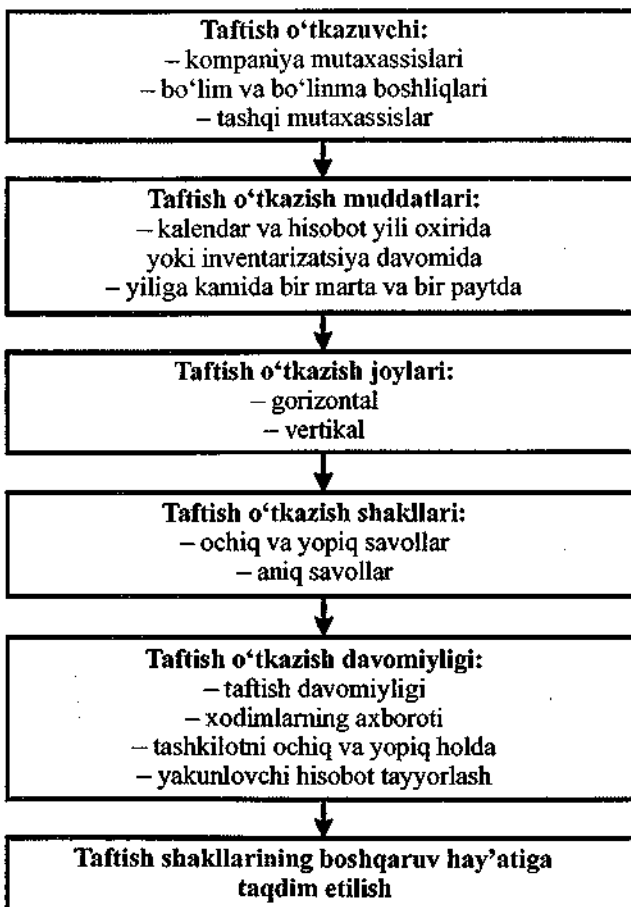 Taftish o‘tkazuvchi:
– kompaniya mutaxassislari
– bo‘lim va bo‘linma boshliqlari
– tashqi mutaxassislar
Taftish o‘tkazish muddatlari:
– kalendar va hisobot yili oxirida
yoki inventarizatsiya davomida
– yiliga kamida bir marta va bir paytda
Taftish o‘tkazish joylari:
– gorizontal
– vertikal
Taftish o‘tkazish shakllari:
– ochiq va yopiq savollar
– aniq savollar
Taftish o‘tkazish davomiyligi:
– taftish davomiyligi
– xodimlarning axboroti
– tashkilotni ochiq va yopiq holda
– yakunlovchi hisobot tayyorlash
Taftish shakllarining boshqaruv hay’atiga
taqdim etilish